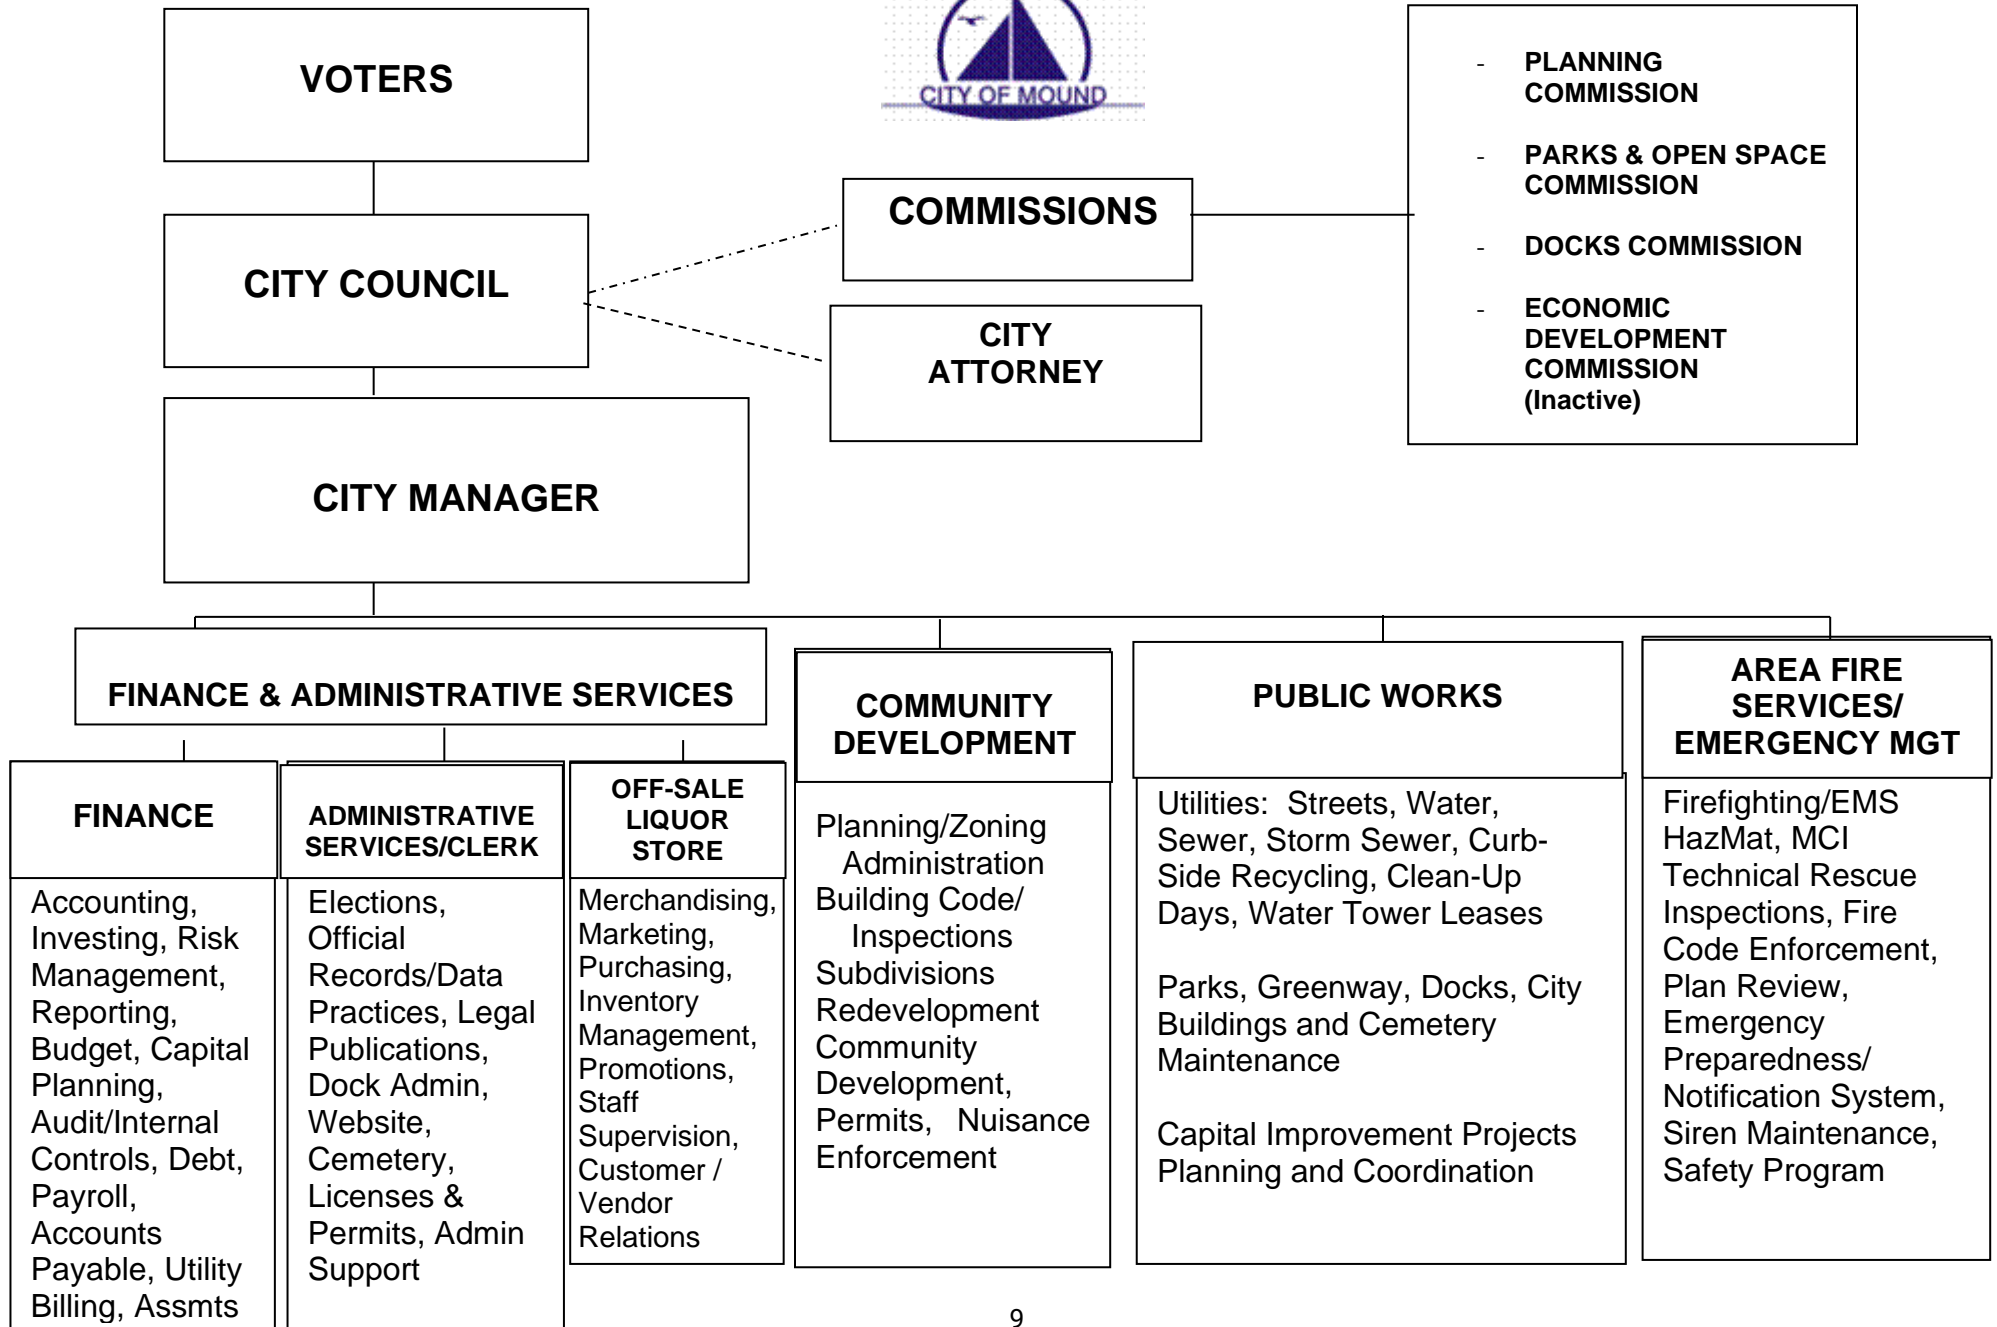 VOTERS
CITY OF MOUND
- PLANNING
COMMISSION
- PARKS & OPEN SPACE
COMMISSION
- DOCKS COMMISSION
- ECONOMIC
DEVELOPMENT
COMMISSION
(Inactive)
COMMISSIONS
CITY COUNCIL
CITY
ATTORNEY
CITY MANAGER
FINANCE & ADMINISTRATIVE SERVICES
FINANCE
Accounting,
Investing, Risk
Management,
Reporting,
Budget, Capital
Planning,
Audit/Internal
Controls, Debt,
Payroll,
Accounts
Payable, Utility
Billing, Assmts
ADMINISTRATIVE
SERVICES/CLERK
Elections,
Official
Records/Data
Practices, Legal
Publications,
Dock Admin,
Website,
Cemetery,
Licenses &
Permits, Admin
Support
OFF-SALE
LIQUOR
STORE
Merchandising,
Marketing,
Purchasing,
Inventory
Management,
Promotions,
Staff
Supervision,
Customer /
Vendor
Relations
COMMUNITY
DEVELOPMENT
Planning/Zoning
Administration
Building Code/
Inspections
Subdivisions
Redevelopment
Community
Development,
Permits, Nuisance
Enforcement
PUBLIC WORKS
Utilities: Streets, Water,
Sewer, Storm Sewer, Curb-
Side Recycling, Clean-Up
Days, Water Tower Leases
Parks, Greenway, Docks, City
Buildings and Cemetery
Maintenance
Capital Improvement Projects
Planning and Coordination
AREA FIRE
SERVICES/
EMERGENCY MGT
Firefighting/EMS
HazMat, MCI
Technical Rescue
Inspections, Fire
Code Enforcement,
Plan Review,
Emergency
Preparedness/
Notification System,
Siren Maintenance,
Safety Program
9